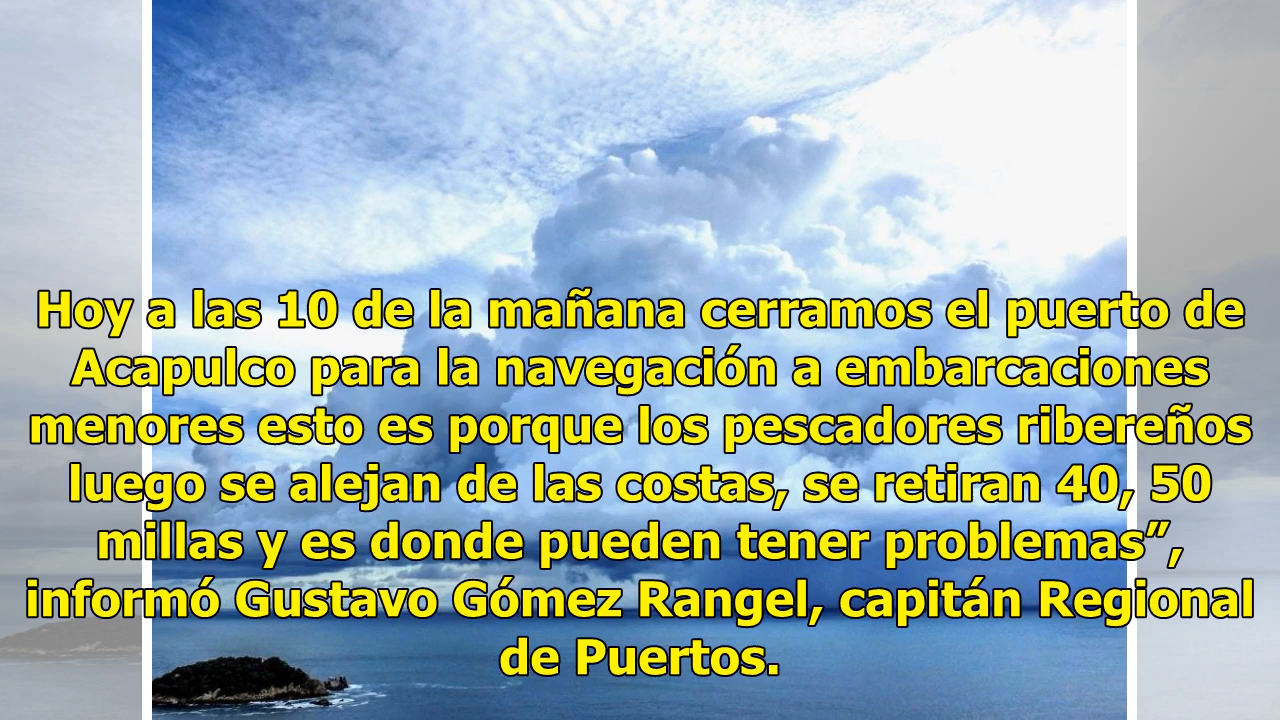 Hoy a las 10 de la mañana cerramos el puerto de
Acapulco para la navegación a embarcaciones
menores esto es porque los pescadores ribereños
luego se alejan de las costas, se retiran 40, 50
millas y es donde pueden tener problemas”,
informó Gustavo Gómez Rangel, capitán Regional
de Puertos.